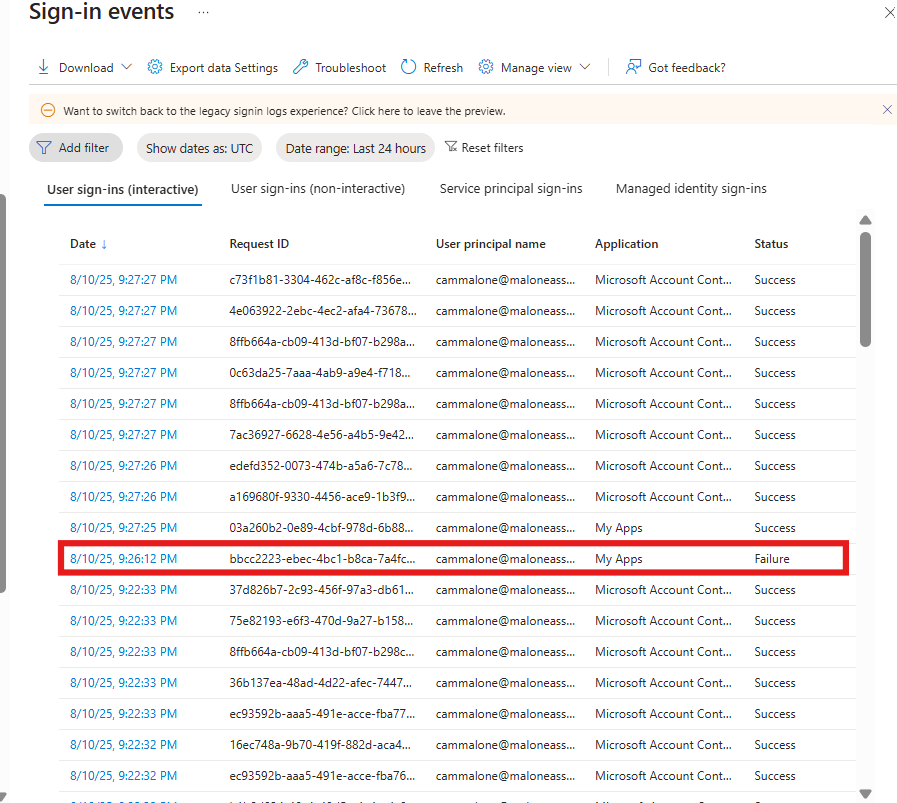 Sign-in events ...
Download Export data Settings Troubleshoot Refresh Manage view Got feedback?
Want to switch back to the legacy signin logs experience? Click here to leave the preview.
Add filter Show dates as: UTC Date range: Last 24 hours Reset filters
User sign-ins (interactive) User sign-ins (non-interactive) Service principal sign-ins Managed identity sign-ins
Date ↓ Request ID User principal name Application Status
8/10/25, 9:27:27 PM c73f1b81-3304-462c-af8c-f856e... cammalone@maloneass... Microsoft Account Cont... Success
8/10/25, 9:27:27 PM 4e063922-2ebc-4ec2-afa4-73678... cammalone@maloneass... Microsoft Account Cont... Success
8/10/25, 9:27:27 PM 8ffb664a-cb09-413d-bf07-b298a... cammalone@maloneass... Microsoft Account Cont... Success
8/10/25, 9:27:27 PM 0c63da25-7aaa-4ab9-a9e4-f718... cammalone@maloneass... Microsoft Account Cont... Success
8/10/25, 9:27:27 PM 8ffb664a-cb09-413d-bf07-b298a... cammalone@maloneass... Microsoft Account Cont... Success
8/10/25, 9:27:27 PM 7ac36927-6628-4e56-a4b5-9e42... cammalone@maloneass... Microsoft Account Cont... Success
8/10/25, 9:27:26 PM edefd352-0073-474b-a5a6-7c78... cammalone@maloneass... Microsoft Account Cont... Success
8/10/25, 9:27:26 PM a169680f-9330-4456-ace9-1b3f9... cammalone@maloneass... Microsoft Account Cont... Success
8/10/25, 9:27:25 PM 03a260b2-0e89-4cbf-978d-6b88... cammalone@maloneass... My Apps Success
8/10/25, 9:26:12 PM bbcc2223-ebec-4bc1-b8ca-7a4fc... cammalone@maloneass... My Apps Failure
8/10/25, 9:22:33 PM 37d826b7-2c93-456f-97a3-db61... cammalone@maloneass... Microsoft Account Cont... Success
8/10/25, 9:22:33 PM 75e82193-e6f3-470d-9a27-b158... cammalone@maloneass... Microsoft Account Cont... Success
8/10/25, 9:22:33 PM 8ffb664a-cb09-413d-bf07-b298c... cammalone@maloneass... Microsoft Account Cont... Success
8/10/25, 9:22:33 PM 36b137ea-48ad-4d22-afec-7447... cammalone@maloneass... Microsoft Account Cont... Success
8/10/25, 9:22:33 PM ec93592b-aaa5-491e-acce-fba77... cammalone@maloneass... Microsoft Account Cont... Success
8/10/25, 9:22:32 PM 16ec748a-9b70-419f-882d-aca4... cammalone@maloneass... Microsoft Account Cont... Success
8/10/25, 9:22:32 PM ec93592b-aaa5-491e-acce-fba76... cammalone@maloneass... Microsoft Account Cont... Success